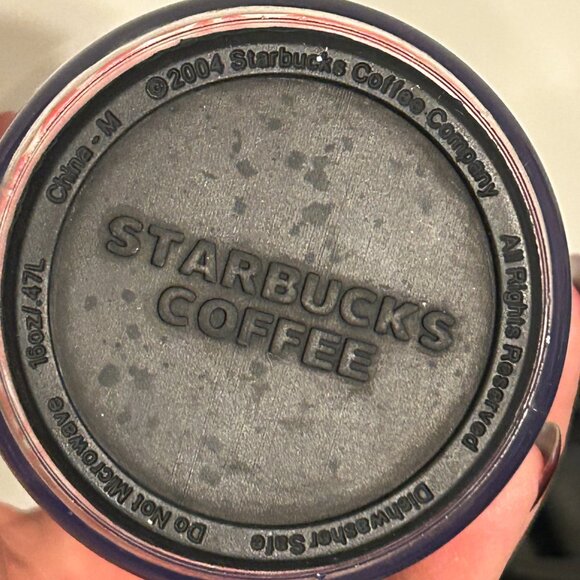 ©2004 Starbucks Coffee Company
All Rights Reserved
Dishwasher Safe
Do Not Microwave
16oz/.47L
China - M
STARBUCKS
COFFEE